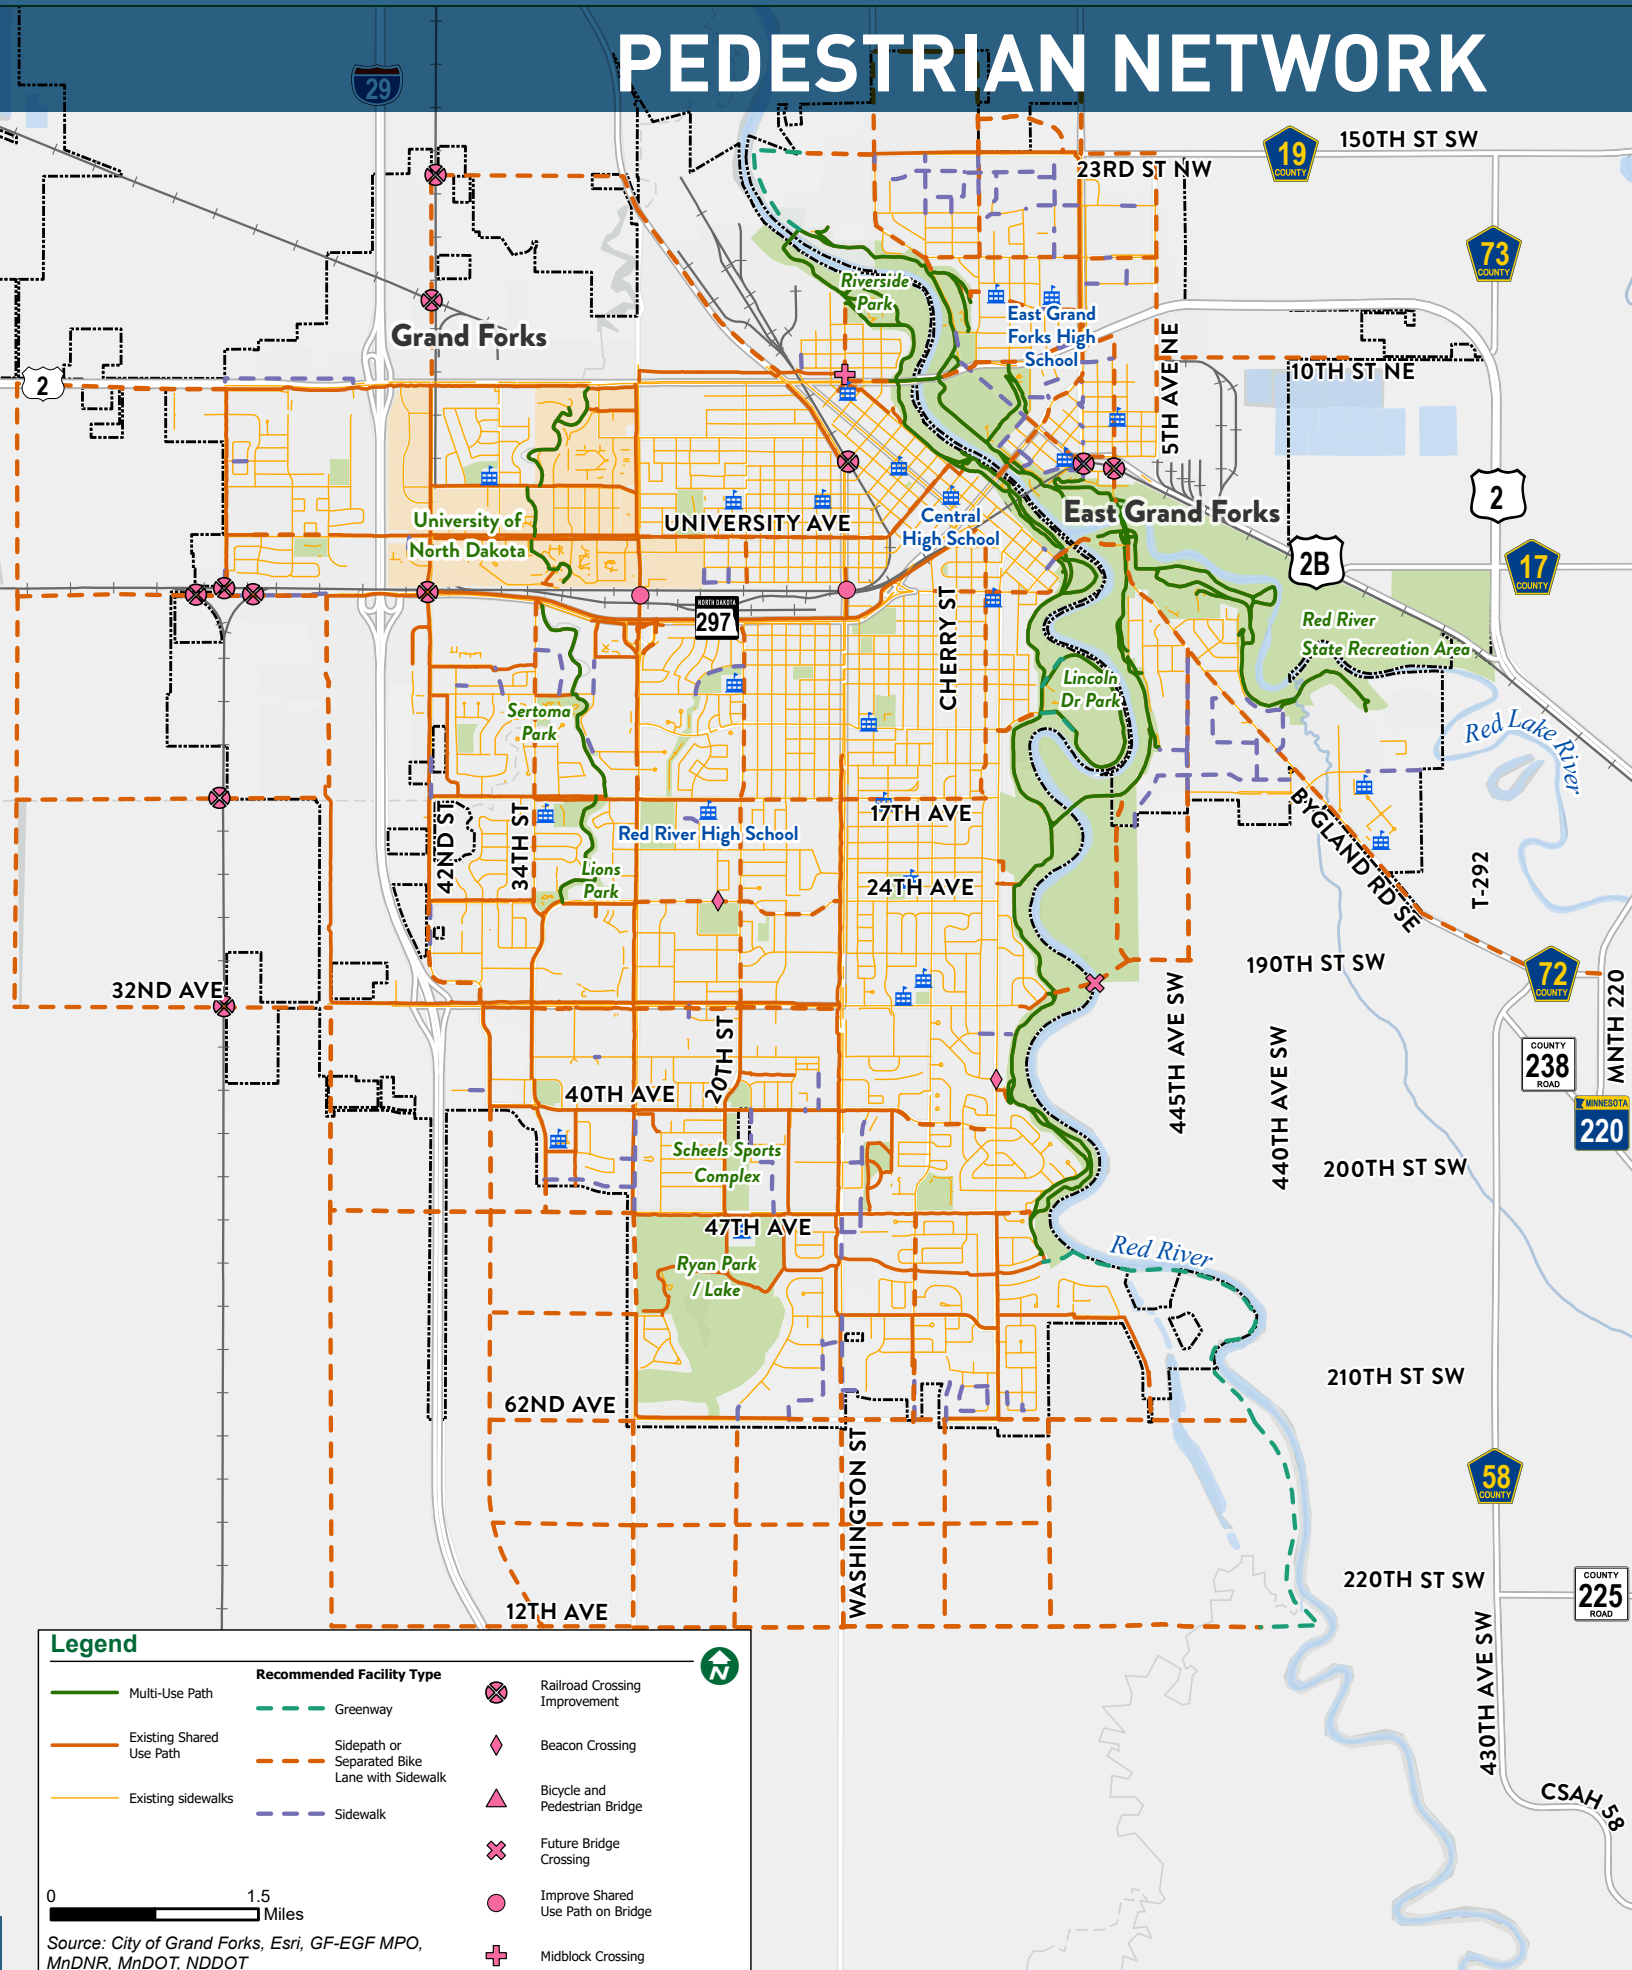 PEDESTRIAN NETWORK
29
150TH ST SW
19
COUNTY
23RD ST NW
73
COUNTY
Riverside
Park
East Grand
Forks High
School
Grand Forks
5TH AVENE
2
10TH ST NE
2
University of
North Dakota
UNIVERSITY AVE
Central
High School
East Grand Forks
2B
17
COUNTY
NORTH DAKOTA
297
CHERRY ST
Red River
State Recreation Area
Lincoln
Dr Park
Sertoma
Park
Red Lake River
42ND ST
34TH ST
Red River High School
17TH AVE
BYGLAND RD SE
T-292
Lions
Park
24TH AVE
32ND AVE
190TH ST SW
72
COUNTY
MNTH 220
445TH AVE SW
440TH AVE SW
COUNTY
238
ROAD
20TH ST
40TH AVE
MINNESOTA
220
Scheels Sports
Complex
200TH ST SW
47TH AVE
Red River
Ryan Park
/ Lake
210TH ST SW
62ND AVE
WASHINGTON ST
58
COUNTY
220TH ST SW
COUNTY
225
ROAD
12TH AVE
430TH AVE SW
CSAH 58
Legend
N
Multi-Use Path
Existing Shared
Use Path
Existing sidewalks
Recommended Facility Type
Greenway
Sidepath or
Separated Bike
Lane with Sidewalk
Sidewalk
Railroad Crossing
Improvement
Beacon Crossing
Bicycle and
Pedestrian Bridge
Future Bridge
Crossing
Improve Shared
Use Path on Bridge
Midblock Crossing
0 1.5
Miles
Source: City of Grand Forks, Esri, GF-EGF MPO,
MnDNR, MnDOT, NDDOT